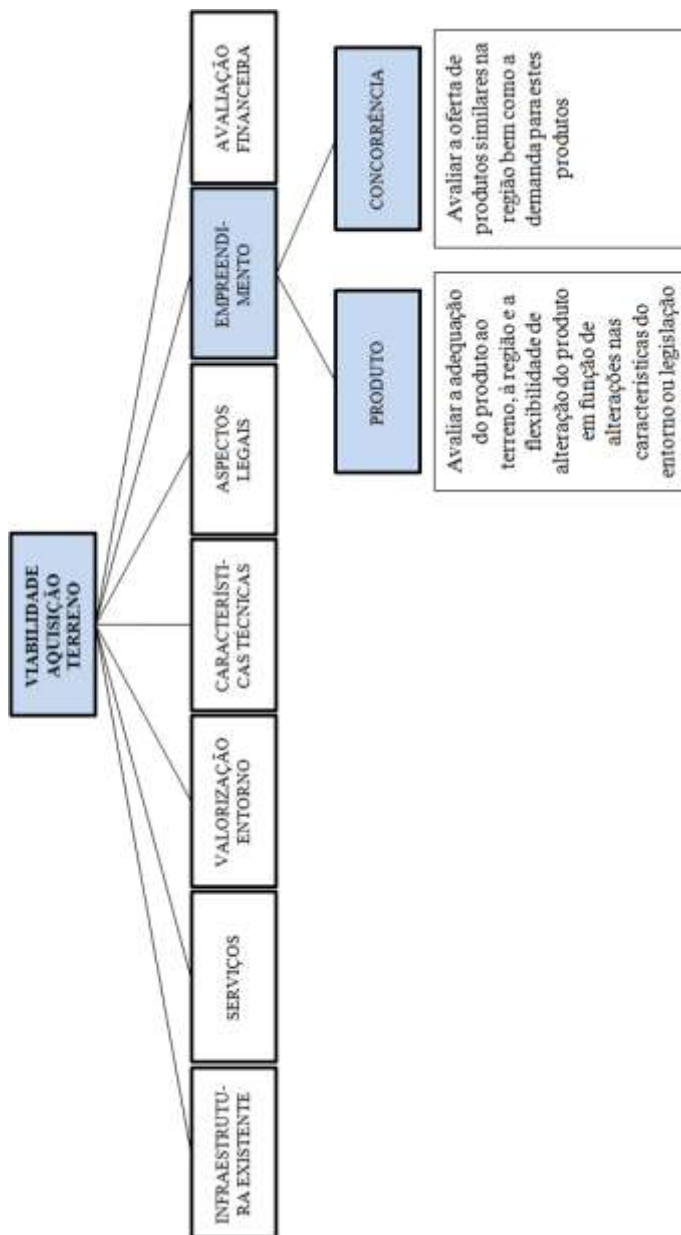 VIABILIDADE
AQUISIÇÃO
TERRENO
INFRAESTRUTU-
RA EXISTENTE
SERVIÇOS
VALORIZAÇÃO
ENTORNO
CARACTERÍSTI-
CAS TÉCNICAS
ASPECTOS
LEGAIS
EMPREENDI-
MENTO
AVALIAÇÃO
FINANCEIRA
PRODUTO
CONCORRÊNCIA
Avaliar a adequação
do produto ao
terreno, à região e a
flexibilidade de
alteração do produto
em função de
alterações nas
características do
entorno ou legislação
Avaliar a oferta de
produtos similares na
região bem como a
demanda para estes
produtos